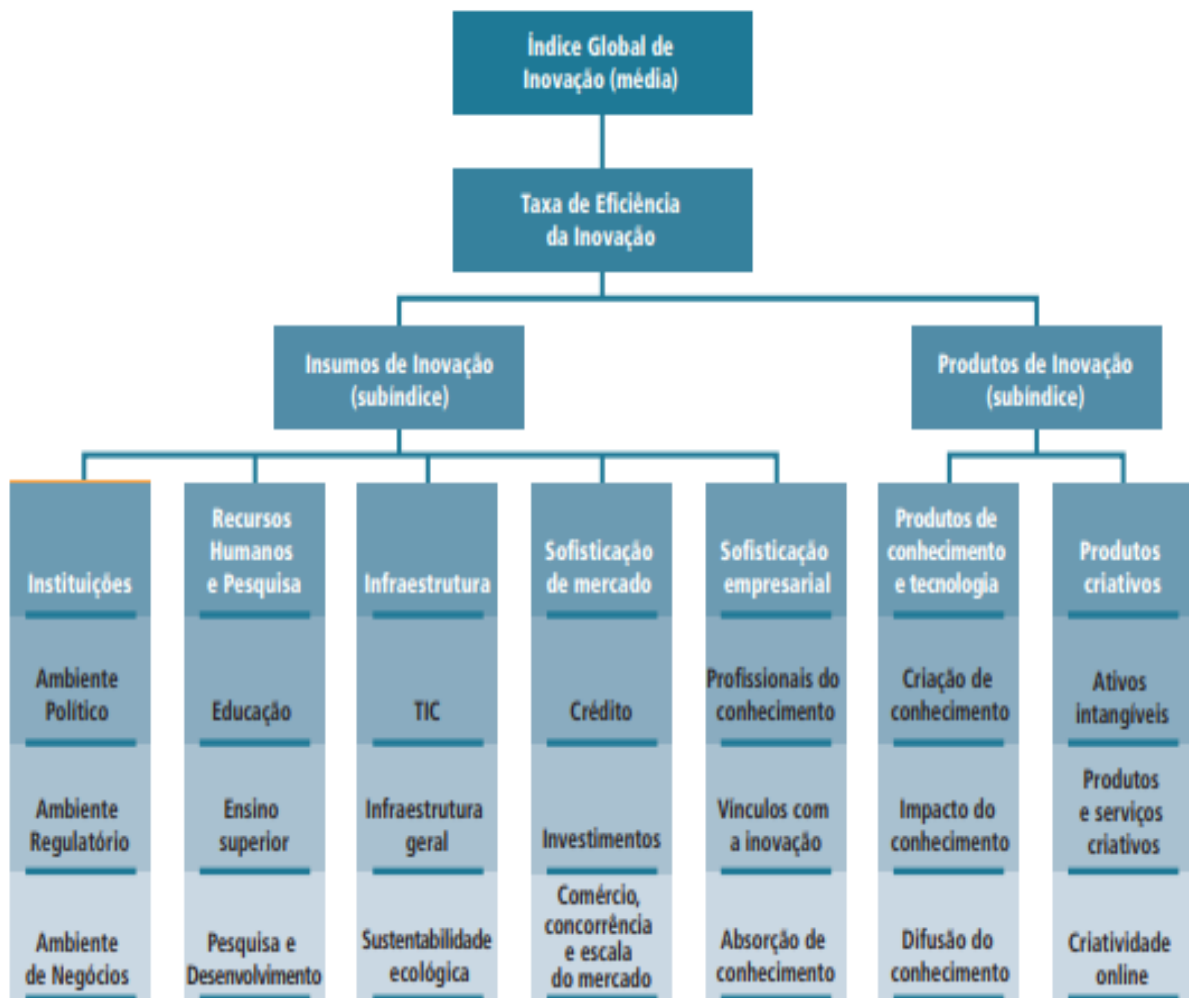 Índice Global de
Inovação (média)
Taxa de Eficiência
da Inovação
Insumos de Inovação
(subíndice)
Produtos de Inovação
(subíndice)
Instituições
Ambiente
Político
Ambiente
Regulatório
Ambiente
de Negócios
Recursos
Humanos
e Pesquisa
Educação
Ensino
superior
Pesquisa e
Desenvolvimento
Infraestrutura
TIC
Infraestrutura
geral
Sustentabilidade
ecológica
Sofisticação
de mercado
Crédito
Investimentos
Comércio,
concorrência
e escala
do mercado
Sofisticação
empresarial
Profissionais do
conhecimento
Vínculos com
a inovação
Absorção de
conhecimento
Produtos de
conhecimento
e tecnologia
Criação de
conhecimento
Impacto do
conhecimento
Difusão do
conhecimento
Produtos
criativos
Ativos
intangíveis
Produtos
e serviços
criativos
Criatividade
online